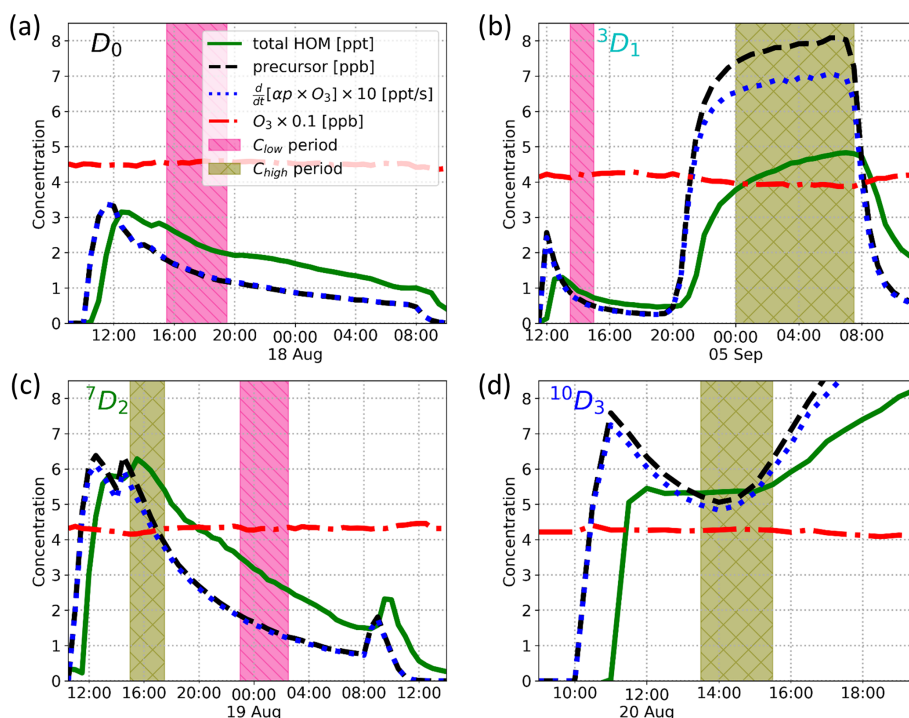 (a)
D0
8
7
6
5
4
3
2
1
0
Concentration
total HOM [ppt]
precursor [ppb]
d/dt[αp × O3] × 10 [ppt/s]
O3 × 0.1 [ppb]
Clow period
Chigh period
12:00 16:00 20:00 00:00 04:00 08:00
18 Aug
(b)
3D1
8
7
6
5
4
3
2
1
0
Concentration
12:00 16:00 20:00 00:00 04:00 08:00
05 Sep
(c)
7D2
8
7
6
5
4
3
2
1
0
Concentration
12:00 16:00 20:00 00:00 04:00 08:00 12:00
19 Aug
(d)
10D3
8
7
6
5
4
3
2
1
0
Concentration
10:00 12:00 14:00 16:00 18:00
20 Aug